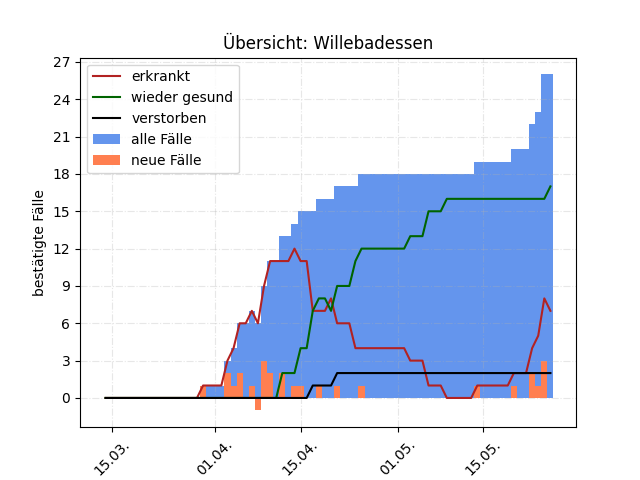 Übersicht: Willebadessen
bestätigte Fälle
27
24
21
18
15
12
9
6
3
0
erkrankt
wieder gesund
verstorben
alle Fälle
neue Fälle
15.03.
01.04.
15.04.
01.05.
15.05.